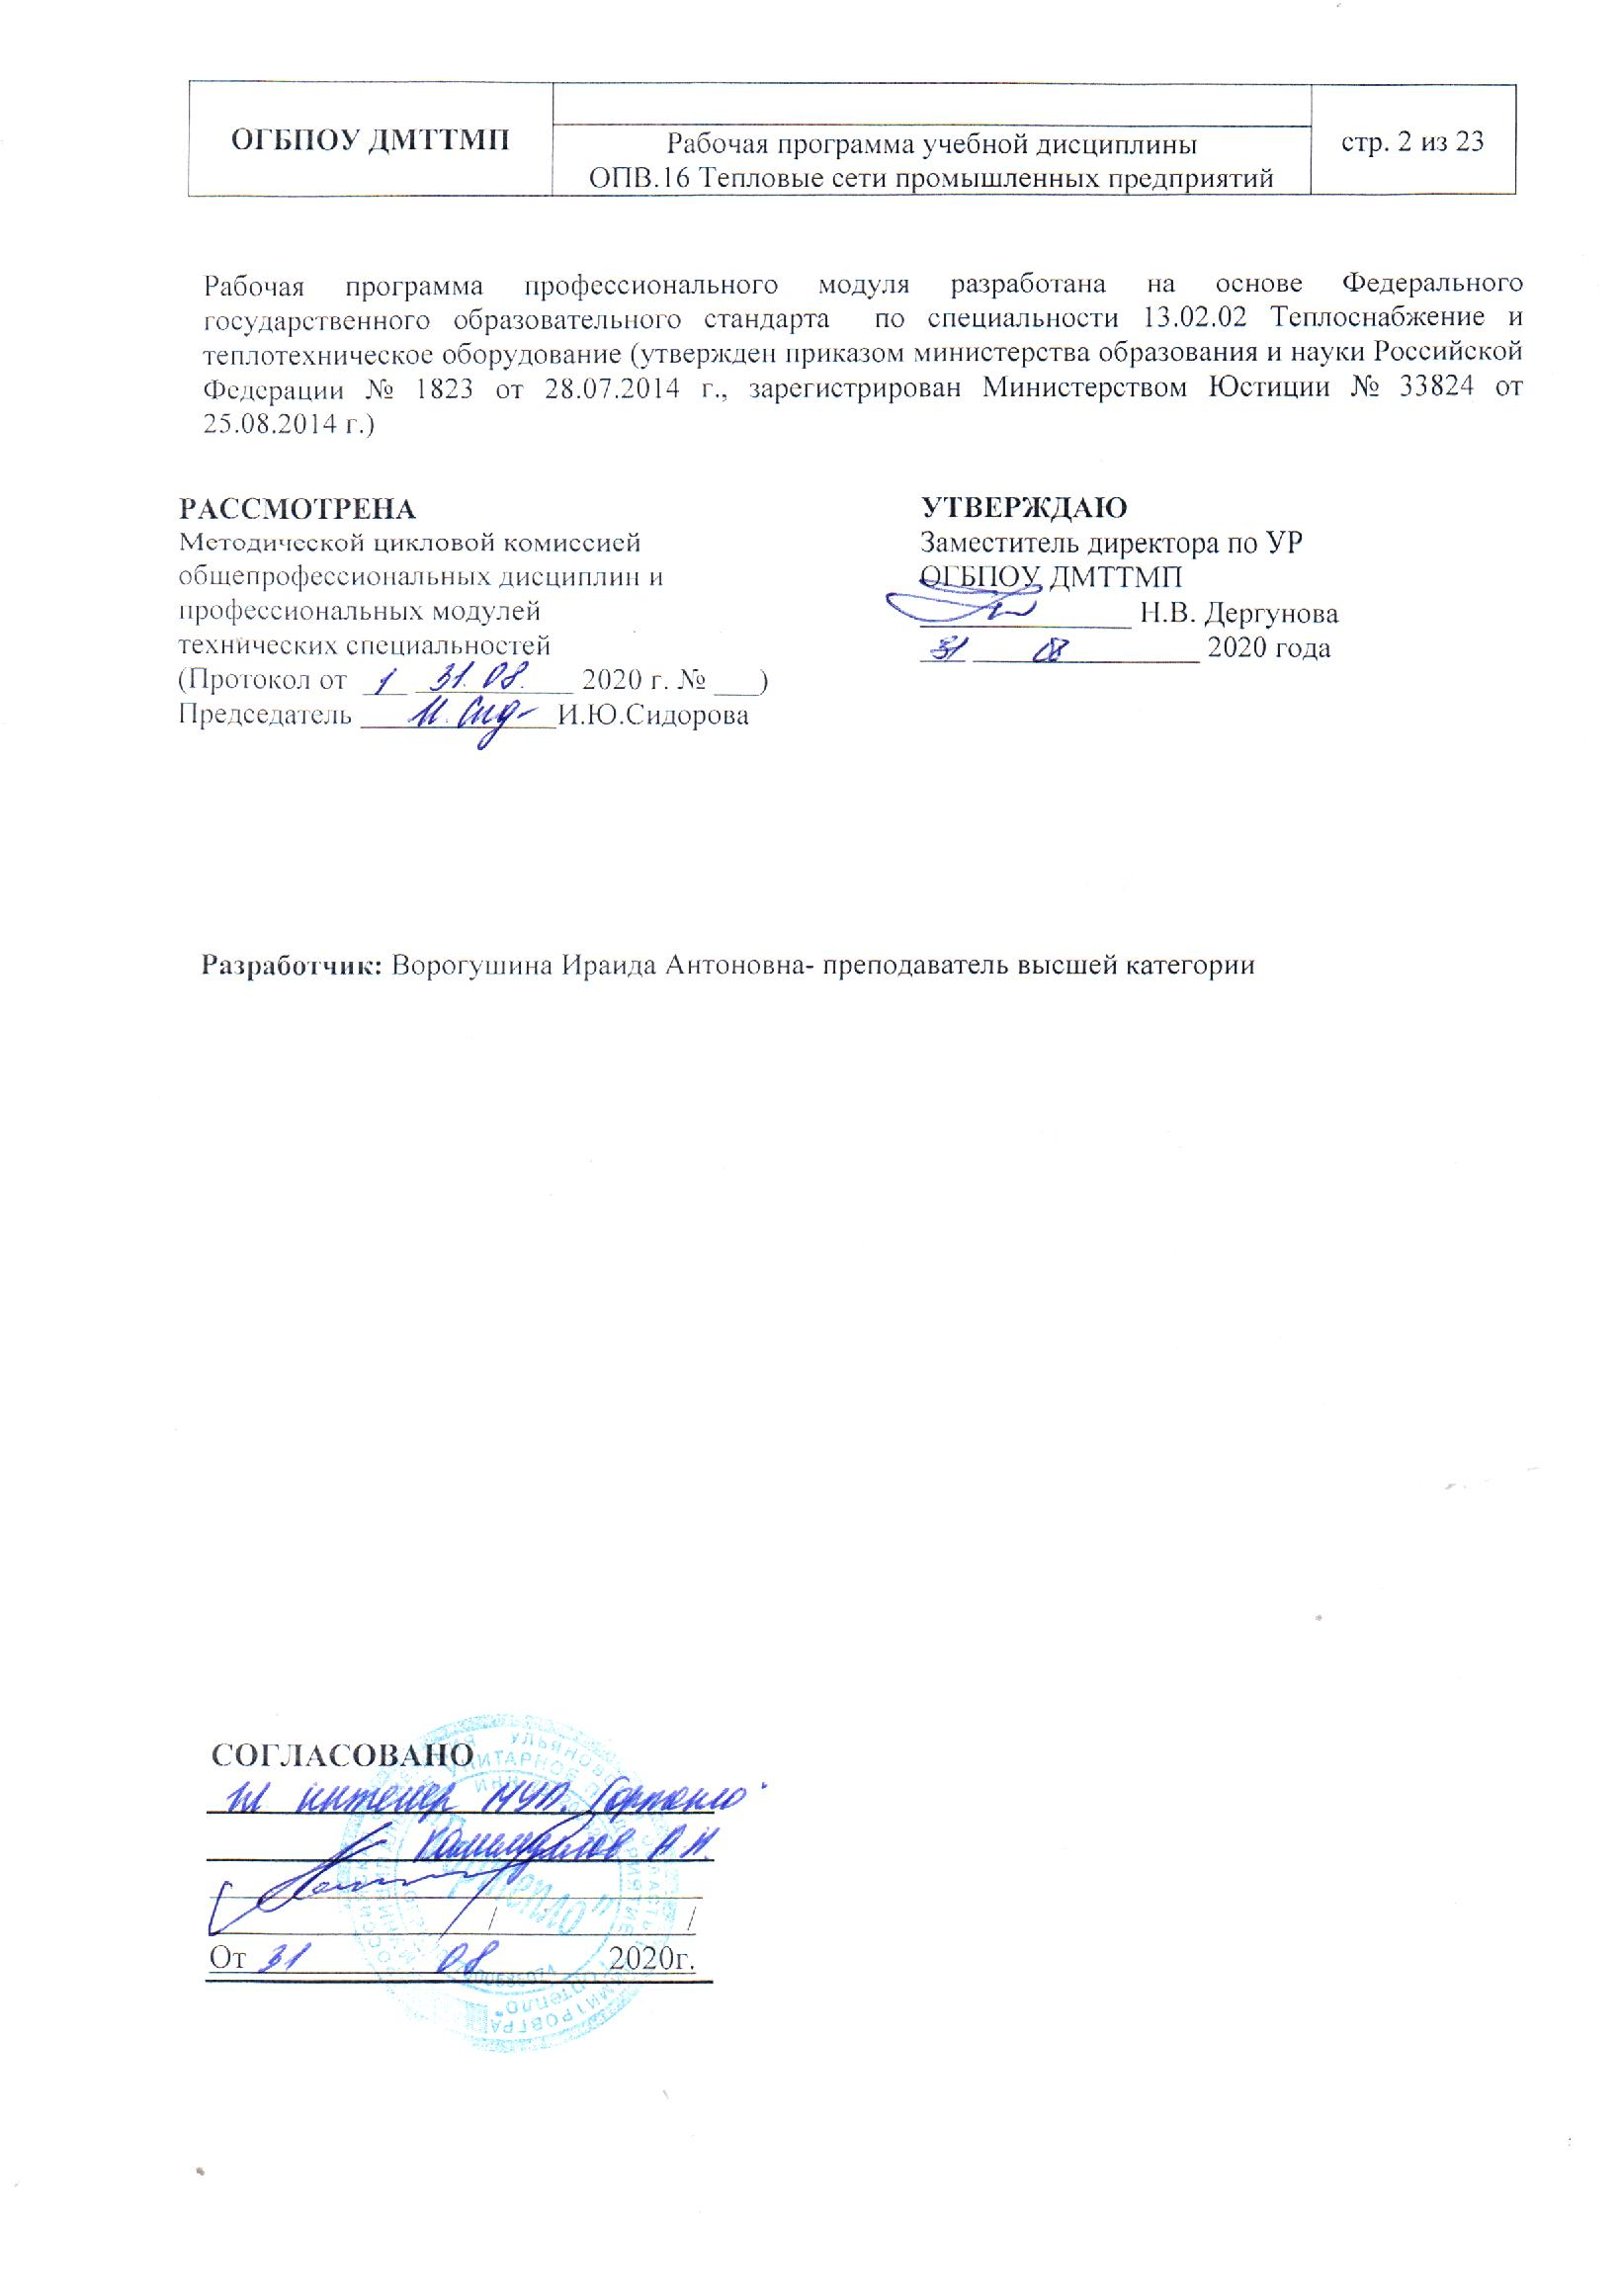 ОГБПОУ ДМТТМП
Рабочая программа учебной дисциплины
ОПВ.16 Тепловые сети промышленных предприятий
стр. 2 из 23
Рабочая программа профессионального модуля разработана на основе Федерального
государственного образовательного стандарта по специальности 13.02.02 Теплоснабжение и
теплотехническое оборудование (утвержден приказом министерства образования и науки Российской
Федерации № 1823 от 28.07.2014 г., зарегистрирован Министерством Юстиции № 33824 от
25.08.2014 г.)
РАССМОТРЕНА
Методической цикловой комиссией
общепрофессиональных дисциплин и
профессиональных модулей
технических специальностей
(Протокол от 1 31.08. 2020 г. № ___)
Председатель И.Ю.Сидорова
УТВЕРЖДАЮ
Заместитель директора по УР
ОГБПОУ ДМТТМП
Н.В. Дергунова
31 08 2020 года
Разработчик: Ворогушина Ираида Антоновна- преподаватель высшей категории
СОГЛАСОВАНО
гл инженер МУП. Гортепло
А.Н.
/ /
От 31 08 2020г.